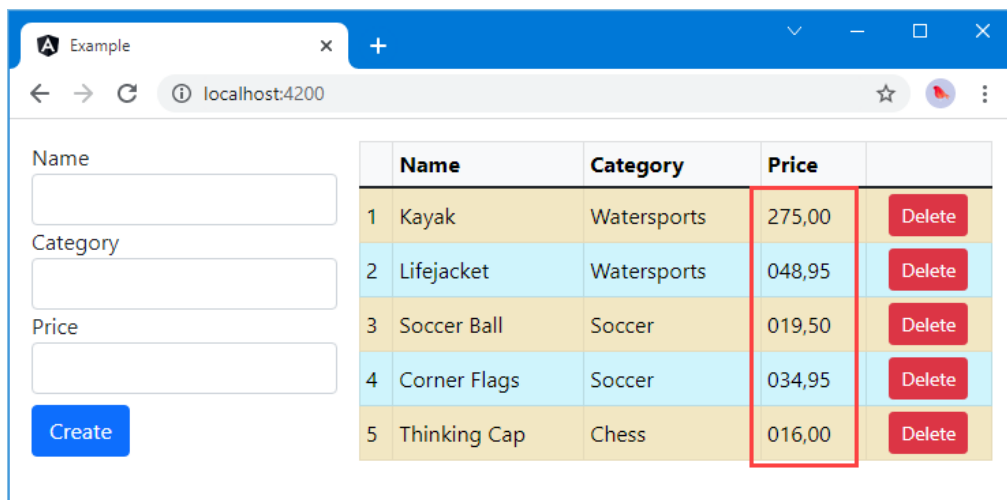 Example
localhost:4200
Name
Category
Price
Create
Name Category Price
1 Kayak Watersports 275,00 Delete
2 Lifejacket Watersports 048,95 Delete
3 Soccer Ball Soccer 019,50 Delete
4 Corner Flags Soccer 034,95 Delete
5 Thinking Cap Chess 016,00 Delete